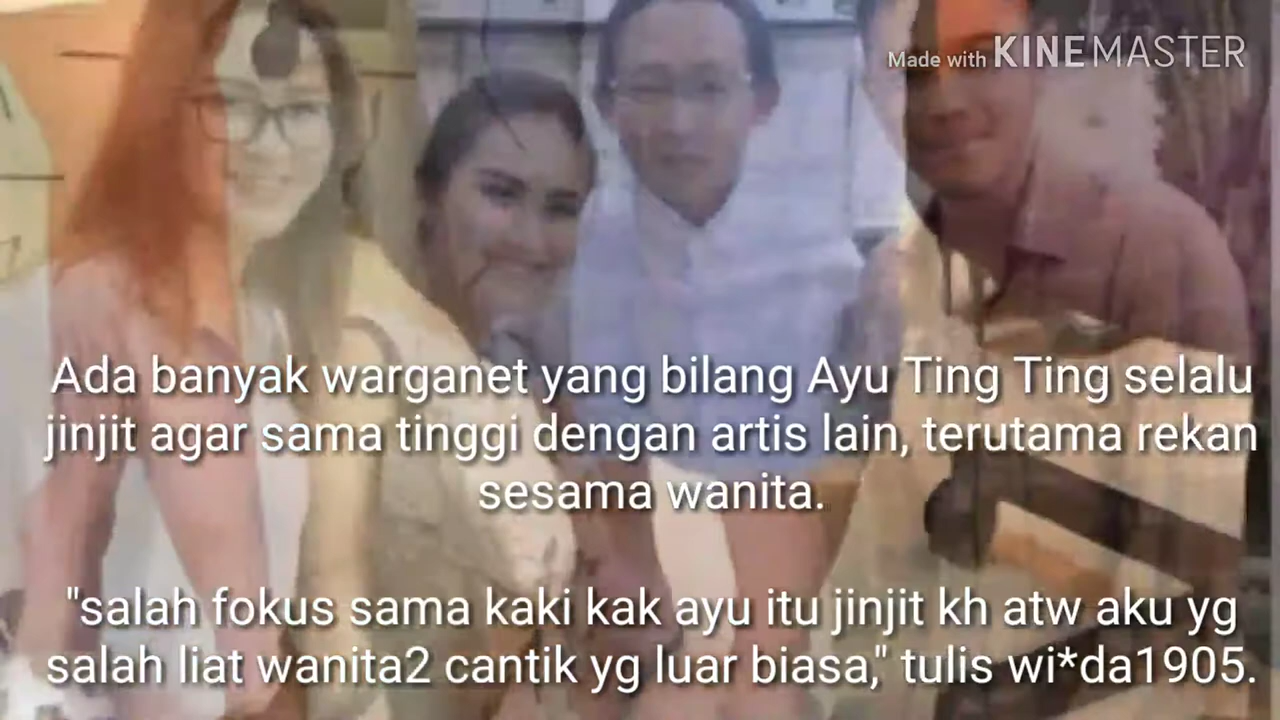 Made with KINEMASTER
Ada banyak warganet yang bilang Ayu Ting Ting selalu
jinjit agar sama tinggi dengan artis lain, terutama rekan
sesama wanita.
"salah fokus sama kaki kak ayu itu jinjit kh atw aku yg
salah liat wanita2 cantik yg luar biasa," tulis wi*da1905.